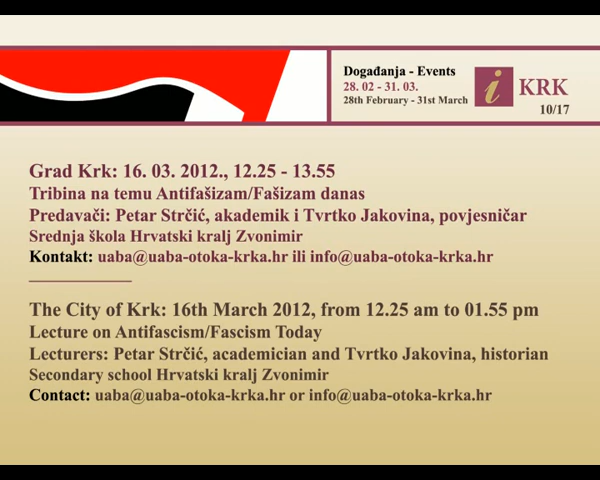 Događanja - Events
28. 02 - 31. 03.
28th February - 31st March
i KRK
10/17
Grad Krk: 16. 03. 2012., 12.25 - 13.55
Tribina na temu Antifašizam/Fašizam danas
Predavači: Petar Strčić, akademik i Tvrtko Jakovina, povjesničar
Srednja škola Hrvatski kralj Zvonimir
Kontakt: uaba@uaba-otoka-krka.hr ili info@uaba-otoka-krka.hr
The City of Krk: 16th March 2012, from 12.25 am to 01.55 pm
Lecture on Antifascism/Fascism Today
Lecturers: Petar Strčić, academician and Tvrtko Jakovina, historian
Secondary school Hrvatski kralj Zvonimir
Contact: uaba@uaba-otoka-krka.hr or info@uaba-otoka-krka.hr